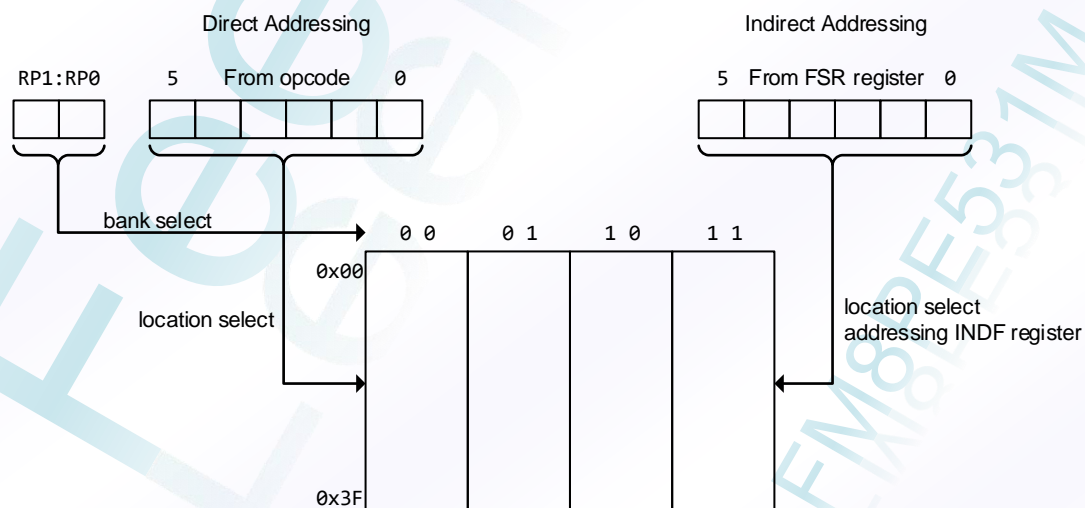 Direct Addressing
Indirect Addressing
RP1:RP0
5 From opcode 0
5 From FSR register 0
bank select
0 0 0 1 1 0 1 1
0x00
location select
location select
addressing INDF register
0x3F
FM8PE531M